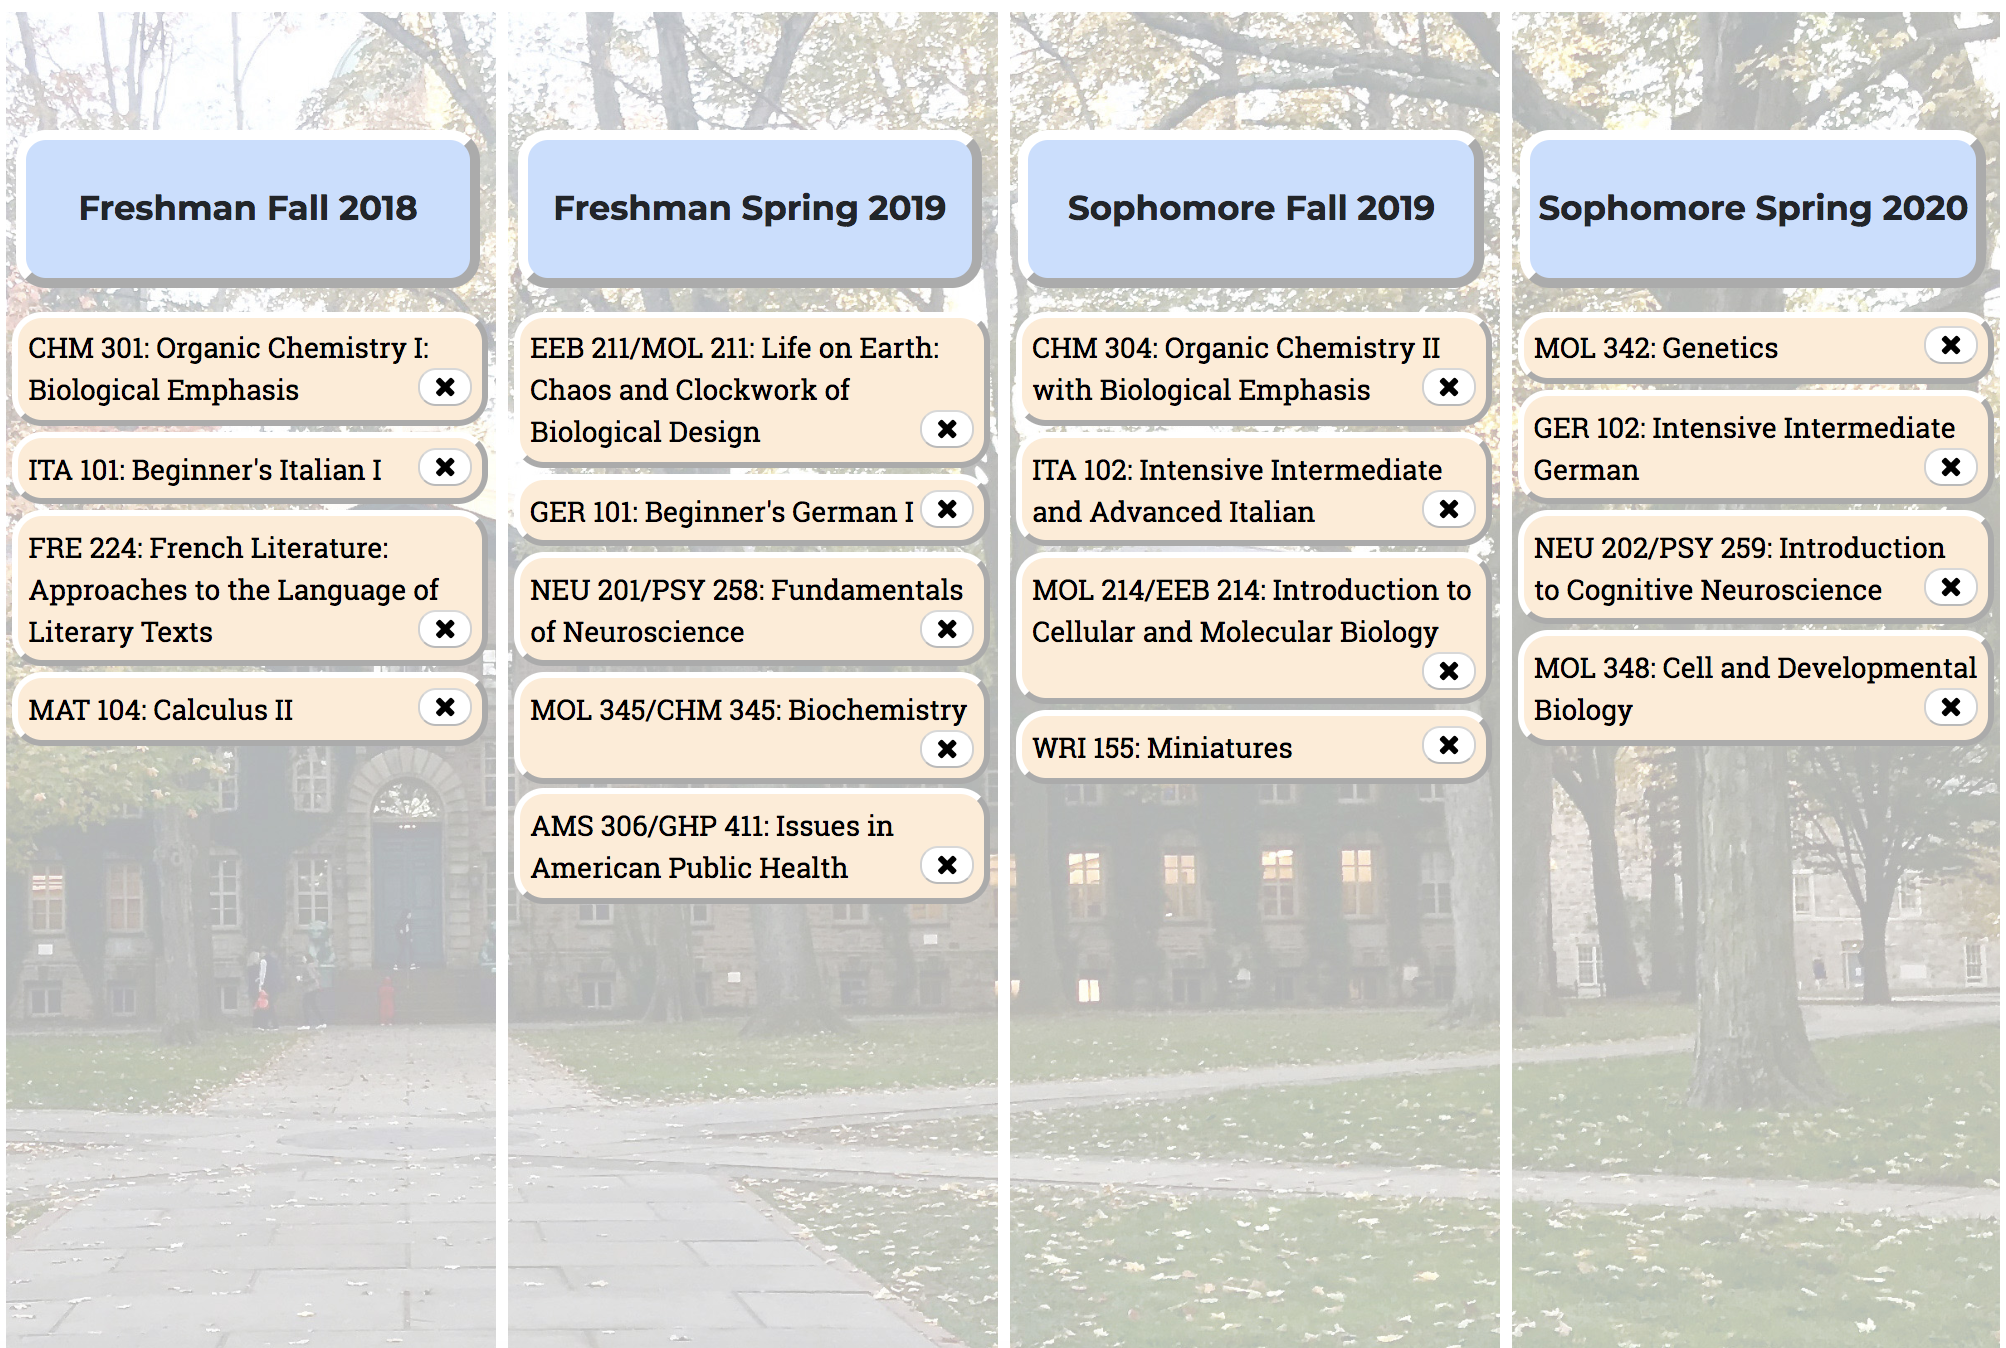 Freshman Fall 2018
CHM 301: Organic Chemistry I:
Biological Emphasis
ITA 101: Beginner's Italian I
FRE 224: French Literature:
Approaches to the Language of
Literary Texts
MAT 104: Calculus II
Freshman Spring 2019
EEB 211/MOL 211: Life on Earth:
Chaos and Clockwork of
Biological Design
GER 101: Beginner's German I
NEU 201/PSY 258: Fundamentals
of Neuroscience
MOL 345/CHM 345: Biochemistry
AMS 306/GHP 411: Issues in
American Public Health
Sophomore Fall 2019
CHM 304: Organic Chemistry II
with Biological Emphasis
ITA 102: Intensive Intermediate
and Advanced Italian
MOL 214/EEB 214: Introduction to
Cellular and Molecular Biology
WRI 155: Miniatures
Sophomore Spring 2020
MOL 342: Genetics
GER 102: Intensive Intermediate
German
NEU 202/PSY 259: Introduction
to Cognitive Neuroscience
MOL 348: Cell and Developmental
Biology